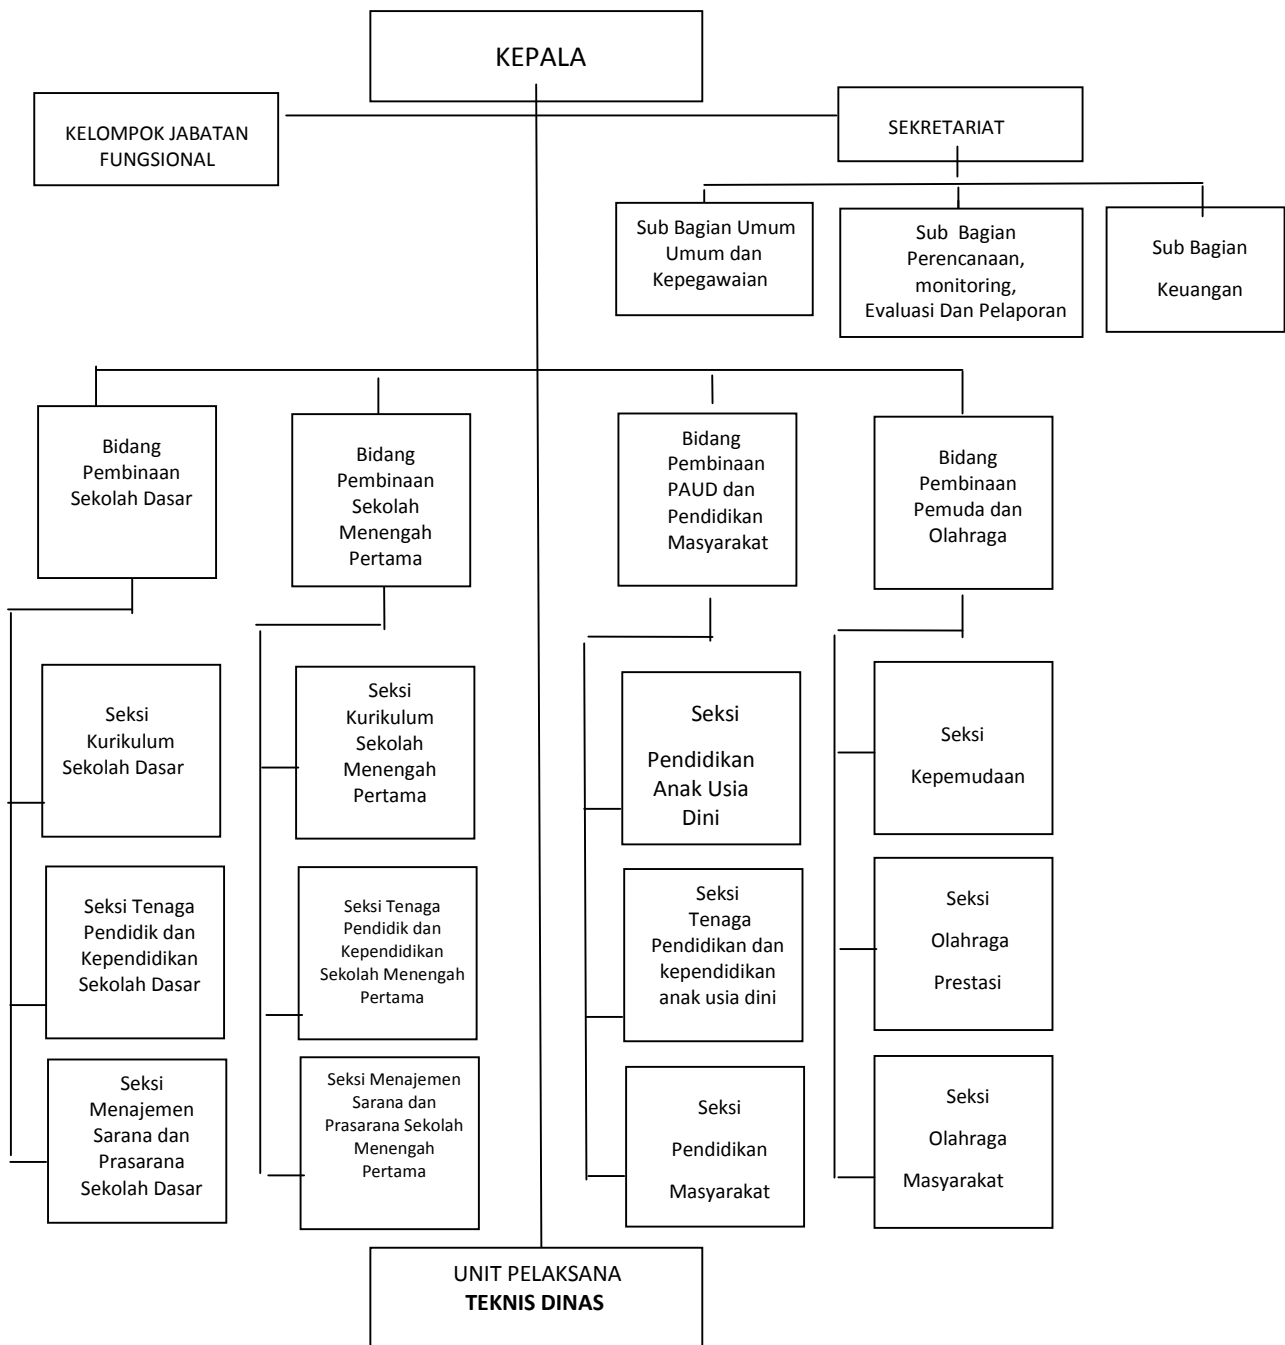 KEPALA
KELOMPOK JABATAN
FUNGSIONAL
SEKRETARIAT
Sub Bagian Umum
Umum dan
Kepegawaian
Sub Bagian
Perencanaan,
monitoring,
Evaluasi Dan Pelaporan
Sub Bagian
Keuangan
Bidang
Pembinaan
Sekolah Dasar
Bidang
Pembinaan
Sekolah
Menengah
Pertama
Bidang
Pembinaan
PAUD dan
Pendidikan
Masyarakat
Bidang
Pembinaan
Pemuda dan
Olahraga
Seksi
Kurikulum
Sekolah Dasar
Seksi
Kurikulum
Sekolah
Menengah
Pertama
Seksi
Pendidikan
Anak Usia
Dini
Seksi
Kepemudaan
Seksi Tenaga
Pendidik dan
Kependidikan
Sekolah Dasar
Seksi Tenaga
Pendidik dan
Kependidikan
Sekolah Menengah
Pertama
Seksi
Tenaga
Pendidikan dan
kependidikan
anak usia dini
Seksi
Olahraga
Prestasi
Seksi
Menajemen
Sarana dan
Prasarana
Sekolah Dasar
Seksi Menajemen
Sarana dan
Prasarana Sekolah
Menengah
Pertama
Seksi
Pendidikan
Masyarakat
Seksi
Olahraga
Masyarakat
UNIT PELAKSANA
TEKNIS DINAS